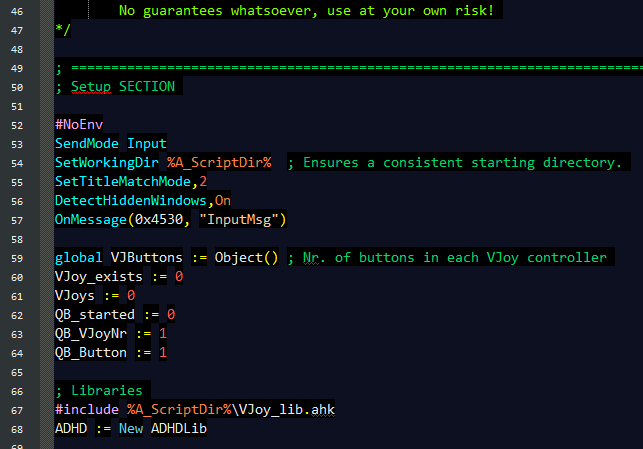 46 No guarantees whatsoever, use at your own risk!
47 */
48
49 ; ========================================================================
50 ; Setup SECTION
51
52 #NoEnv
53 SendMode Input
54 SetWorkingDir %A_ScriptDir%  ; Ensures a consistent starting directory.
55 SetTitleMatchMode,2
56 DetectHiddenWindows,On
57 OnMessage(0x4530, "InputMsg")
58
59 global VJButtons := Object() ; Nr. of buttons in each VJoy controller
60 VJoy_exists := 0
61 VJoys := 0
62 QB_started := 0
63 QB_VJoyNr := 1
64 QB_Button := 1
65
66 ; Libraries
67 #include %A_ScriptDir%\VJoy_lib.ahk
68 ADHD := New ADHDLib
69